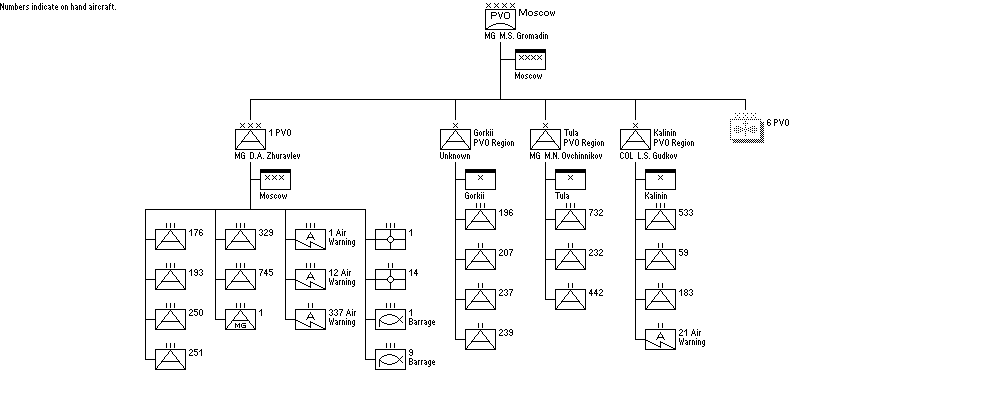 Numbers indicate on hand aircraft.
XXXX
PVO
Moscow
MG M.S. Gromadin
XXXX
Moscow
XXX
1 PVO
MG D.A. Zhuravlev
XXX
Moscow
X
Gorkii
PVO Region
Unknown
X
Gorkii
X
Tula
PVO Region
MG M.N. Ovchinnikov
X
Tula
X
Kalinin
PVO Region
COL L.S. Gudkov
X
Kalinin
6 PVO
III
176
III
193
III
250
III
251
III
329
III
745
III
1
MG
III
A
1 Air
Warning
III
A
12 Air
Warning
II
A
337 Air
Warning
III
1
III
14
III
1
Barrage
III
9
Barrage
III
196
II
207
II
237
II
239
III
732
II
232
II
442
III
533
II
59
II
183
II
A
21 Air
Warning